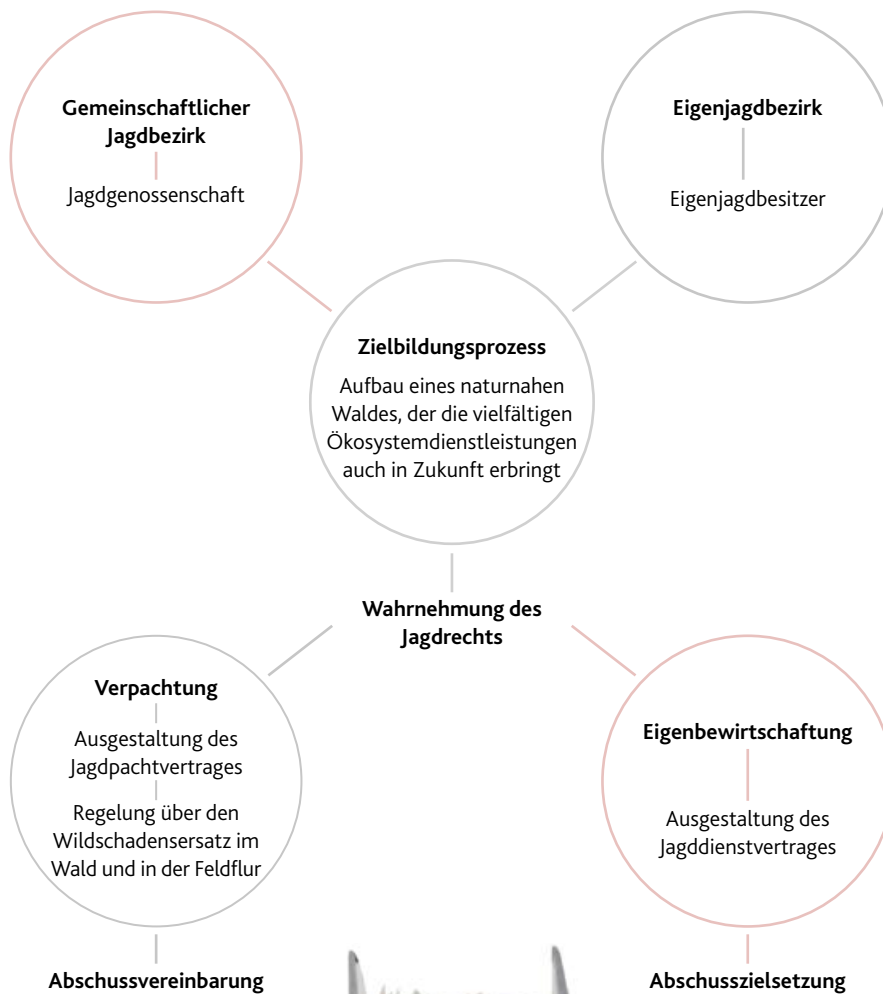 Gemeinschaftlicher
Jagdbezirk
Jagdgenossenschaft
Eigenjagdbezirk
Eigenjagdbesitzer
Zielbildungsprozess
Aufbau eines naturnahen
Waldes, der die vielfältigen
Ökosystemdienstleistungen
auch in Zukunft erbringt
Wahrnehmung des
Jagdrechts
Verpachtung
Ausgestaltung des
Jagdpachtvertrages
Regelung über den
Wildschadensersatz im
Wald und in der Feldflur
Abschussvereinbarung
Eigenbewirtschaftung
Ausgestaltung des
Jagddienstvertrages
Abschusszielsetzung